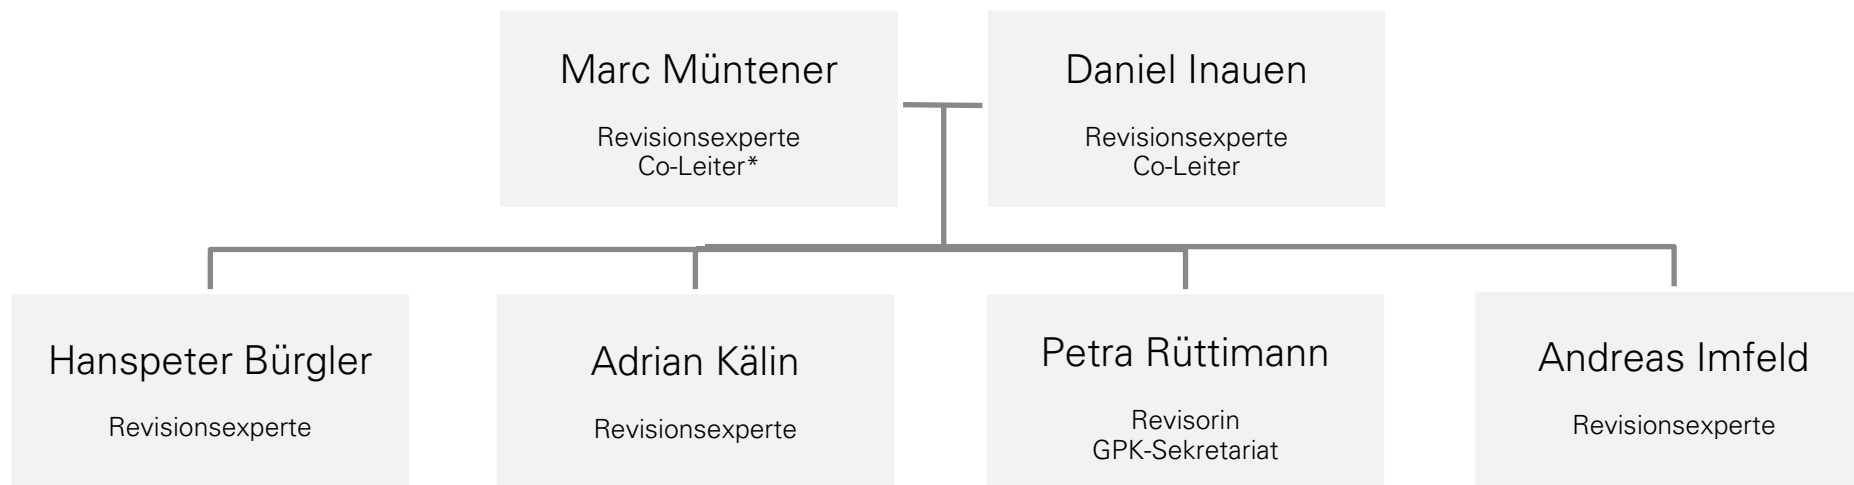 Marc Müntener
Revisionsexperte
Co-Leiter*
Daniel Inauen
Revisionsexperte
Co-Leiter
Hanspeter Bürgler
Revisionsexperte
Adrian Kälin
Revisionsexperte
Petra Rüttimann
Revisorin
GPK-Sekretariat
Andreas Imfeld
Revisionsexperte